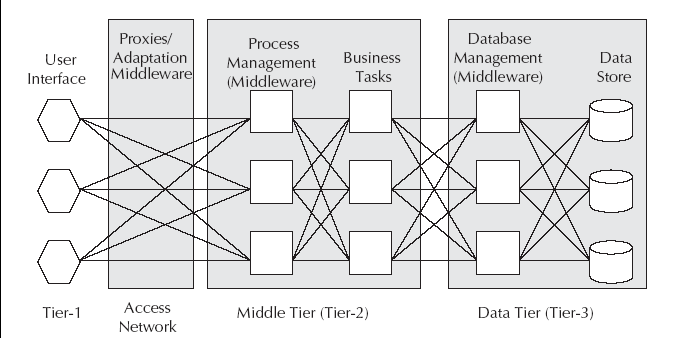 User
Interface
Proxies/
Adaptation
Middleware
Process
Management
(Middleware)
Business
Tasks
Database
Management
(Middleware)
Data
Store
Tier-1
Access
Network
Middle Tier (Tier-2)
Data Tier (Tier-3)